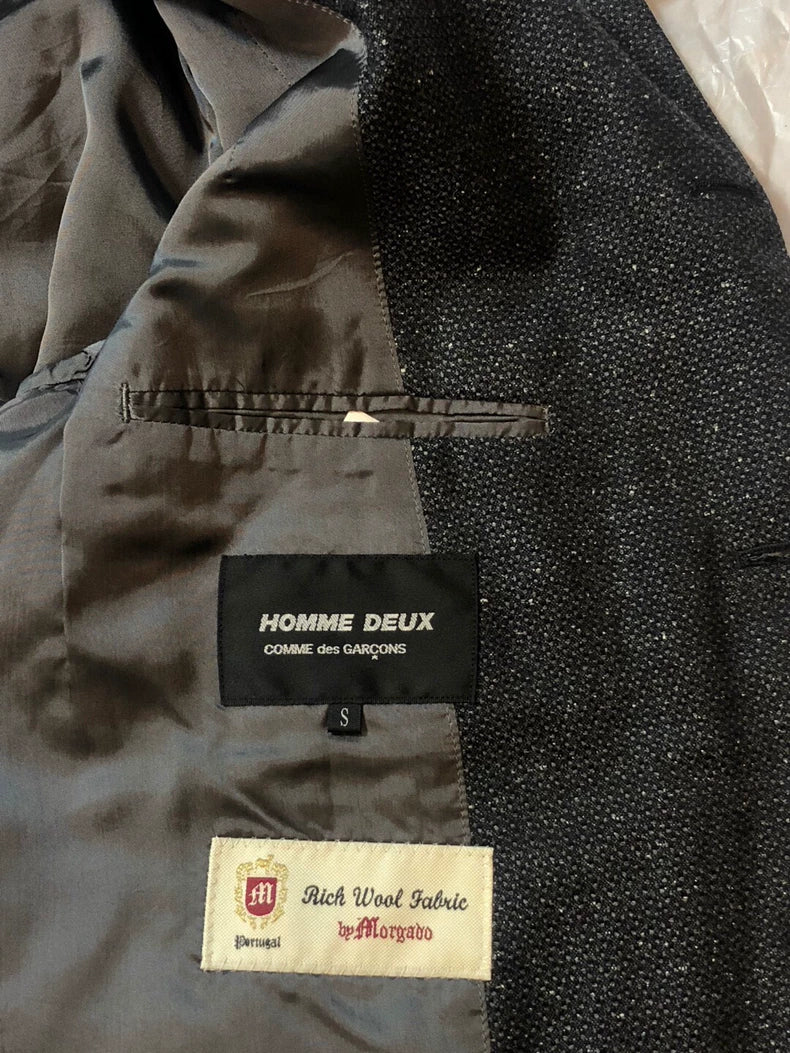 HOMME DEUX
COMME des GARÇONS
S
M
Rich Wool Fabric
by Morgado
Portugal